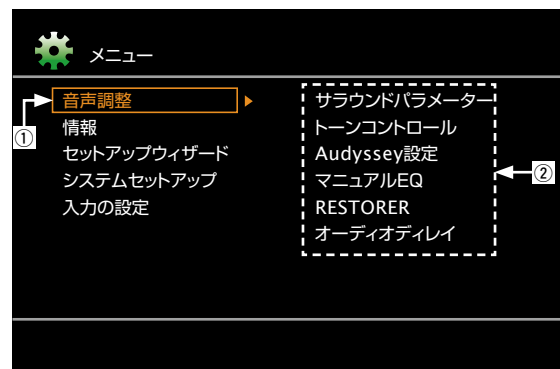 メニュー
音声調整
情報
セットアップウィザード
システムセットアップ
入力の設定
①
サラウンドパラメーター
トーンコントロール
Audyssey設定
マニュアルEQ
RESTORER
オーディオディレイ
②